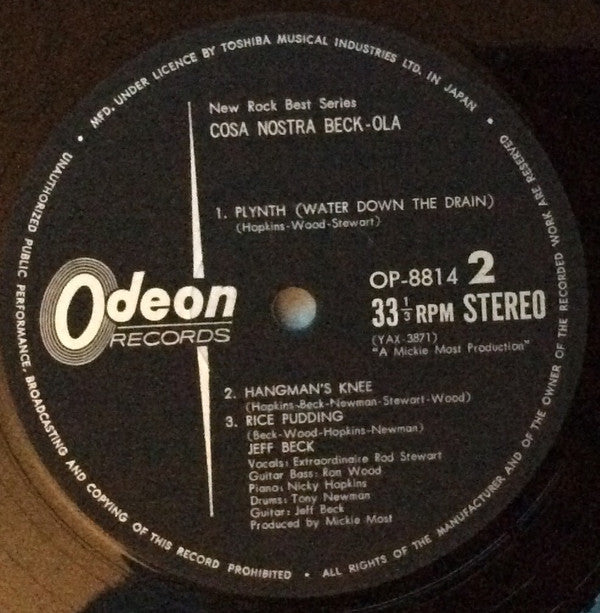 MFD. UNDER LICENCE BY TOSHIBA MUSICAL INDUSTRIES LTD. IN JAPAN •
UNAUTHORIZED PUBLIC PERFORMANCE, BROADCASTING AND COPYING OF THIS RECORD PROHIBITED • ALL RIGHTS OF THE MANUFACTURER AND OF THE OWNER OF THE RECORDED WORK ARE RESERVED
New Rock Best Series
COSA NOSTRA BECK-OLA
1. PLYNTH (WATER DOWN THE DRAIN)
(Hopkins-Wood-Stewart)
Odeon
RECORDS
OP-8814 2
33⅓ RPM STEREO
(YAX-3871)
"A Mickie Most Production"
2. HANGMAN'S KNEE
(Hopkins-Beck-Newman-Stewart-Wood)
3. RICE PUDDING
(Beck-Wood-Hopkins-Newman)
JEFF BECK
Vocals: Extraordinaire Rod Stewart
Guitar Bass: Ron Wood
Piano: Nicky Hopkins
Drums: Tony Newman
Guitar: Jeff Beck
Produced by Mickie Most